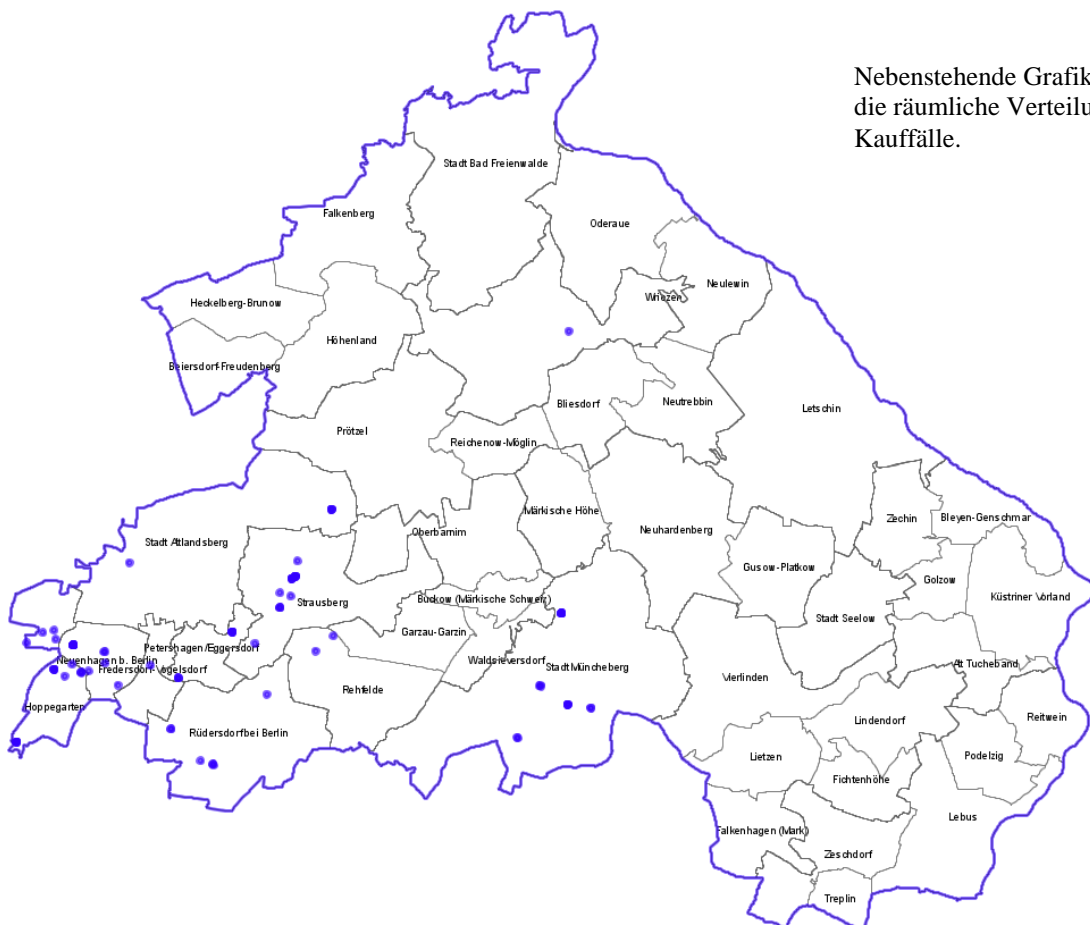 Nebenstehende Grafik
die räumliche Verteilu
Kauffälle.
Stadt Bad Freienwalde
Falkenberg
Oderaue
Neulewin
Wriezen
Heckelberg-Brunow
Höhenland
Beiersdorf-Freudenberg
Bliesdorf
Neutrebbin
Letschin
Prötzel
Reichenow-Möglin
Märkische Höhe
Zechin
Bleyen-Genschmar
Neuhardenberg
Oberbarnim
Stadt Altlandsberg
Gusow-Platkow
Golzow
Küstriner Vorland
Buckow (Märkische Schweiz)
Strausberg
Stadt Seelow
Garzau-Garzin
Petershagen/Eggersdorf
Neuenhagen b. Berlin
Fredersdorf-Vogelsdorf
Waldsieversdorf
Stadt Müncheberg
Alt Tucheband
Vierlinden
Rehfelde
Hoppegarten
Lindendorf
Reitwein
Rüdersdorf bei Berlin
Lietzen
Podelzig
Fichtenhöhe
Lebus
Falkenhagen (Mark)
Zeschdorf
Treplin